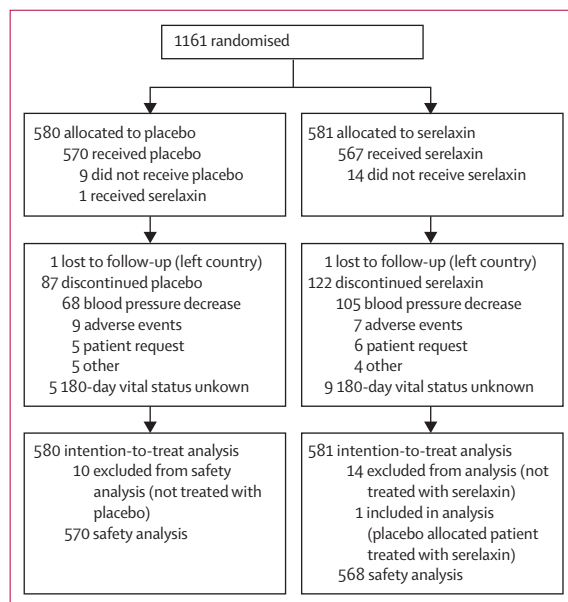 1161 randomised
580 allocated to placebo
570 received placebo
9 did not receive placebo
1 received serelaxin
581 allocated to serelaxin
567 received serelaxin
14 did not receive serelaxin
1 lost to follow-up (left country)
87 discontinued placebo
68 blood pressure decrease
9 adverse events
5 patient request
5 other
5 180-day vital status unkown
1 lost to follow-up (left country)
122 discontinued serelaxin
105 blood pressure decrease
7 adverse events
6 patient request
4 other
9 180-day vital status unkown
580 intention-to-treat analysis
10 excluded from safety
analysis (not treated with
placebo)
570 safety analysis
581 intention-to-treat analysis
14 excluded from analysis (not
treated with serelaxin)
1 included in analysis
(placebo allocated patient
treated with serelaxin)
568 safety analysis